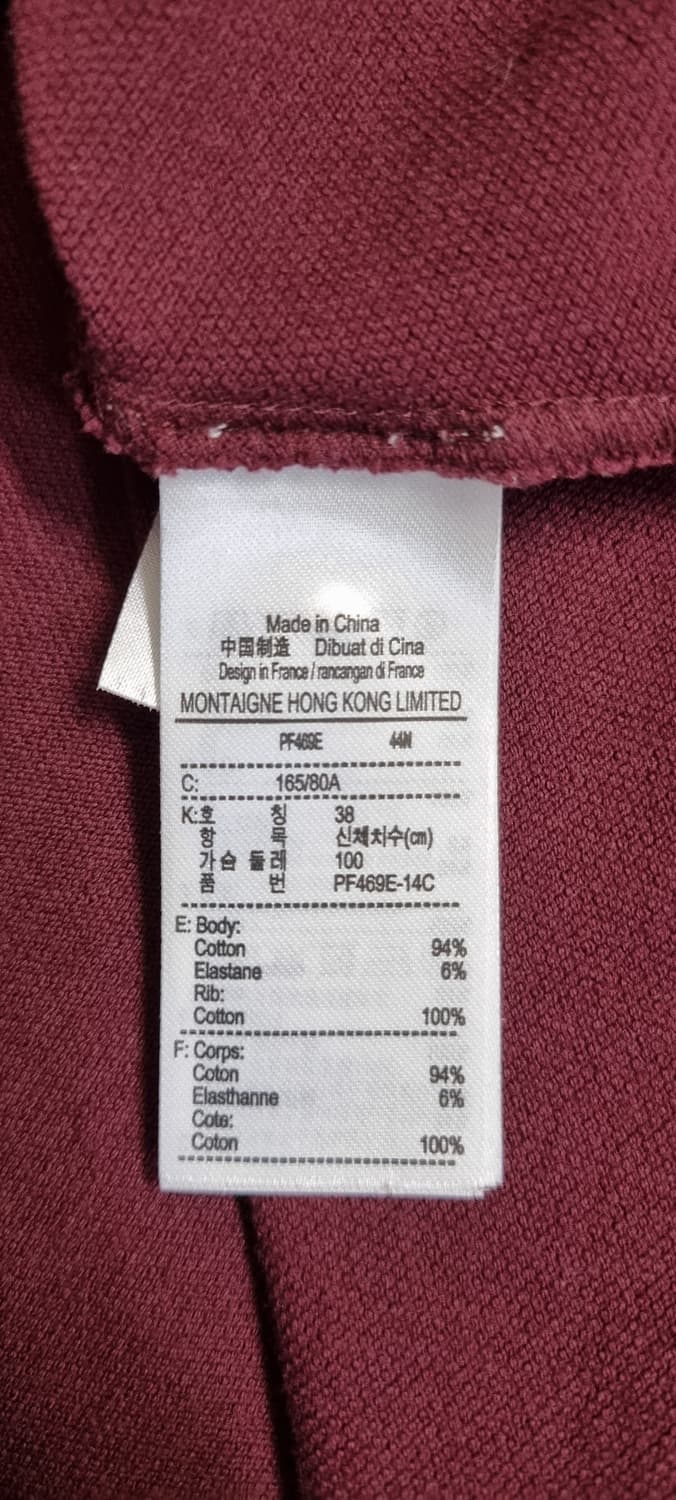 Made in China
中国制造 Dibuat di Cina
Design in France / rancangan di France
MONTAIGNE HONG KONG LIMITED
PF469E 44N
C: 165/80A
K:호 칭 38
항 목 신체치수(cm)
가슴 둘레 100
품 번 PF469E-14C
E: Body:
Cotton 94%
Elastane 6%
Rib:
Cotton 100%
F: Corps:
Coton 94%
Elasthanne 6%
Cote:
Coton 100%